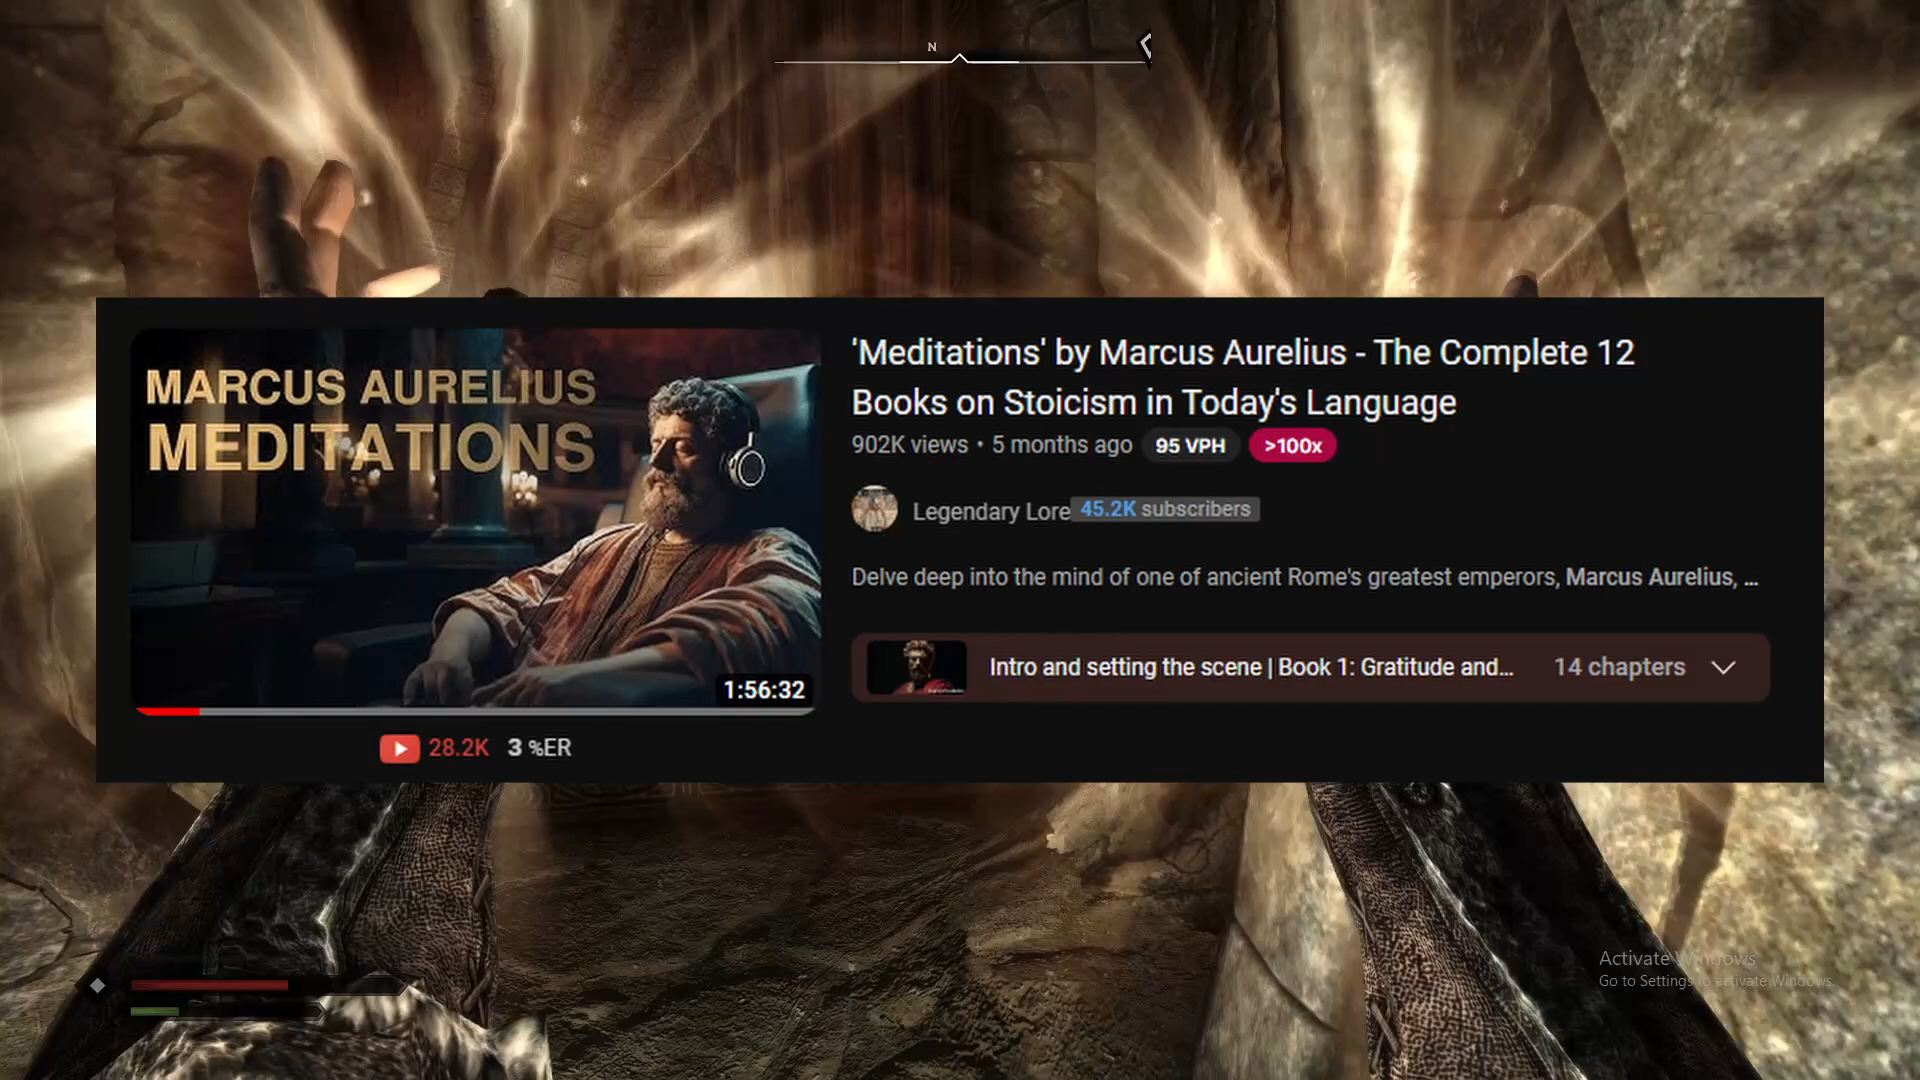 N
MARCUS AURELIUS
MEDITATIONS
1:56:32
28.2K 3 %ER
'Meditations' by Marcus Aurelius - The Complete 12
Books on Stoicism in Today's Language
902K views • 5 months ago 95 VPH >100x
Legendary Lore 45.2K subscribers
Delve deep into the mind of one of ancient Rome's greatest emperors, Marcus Aurelius, ...
Intro and setting the scene | Book 1: Gratitude and... 14 chapters
Activate Windows
Go to Settings to activate Windows.